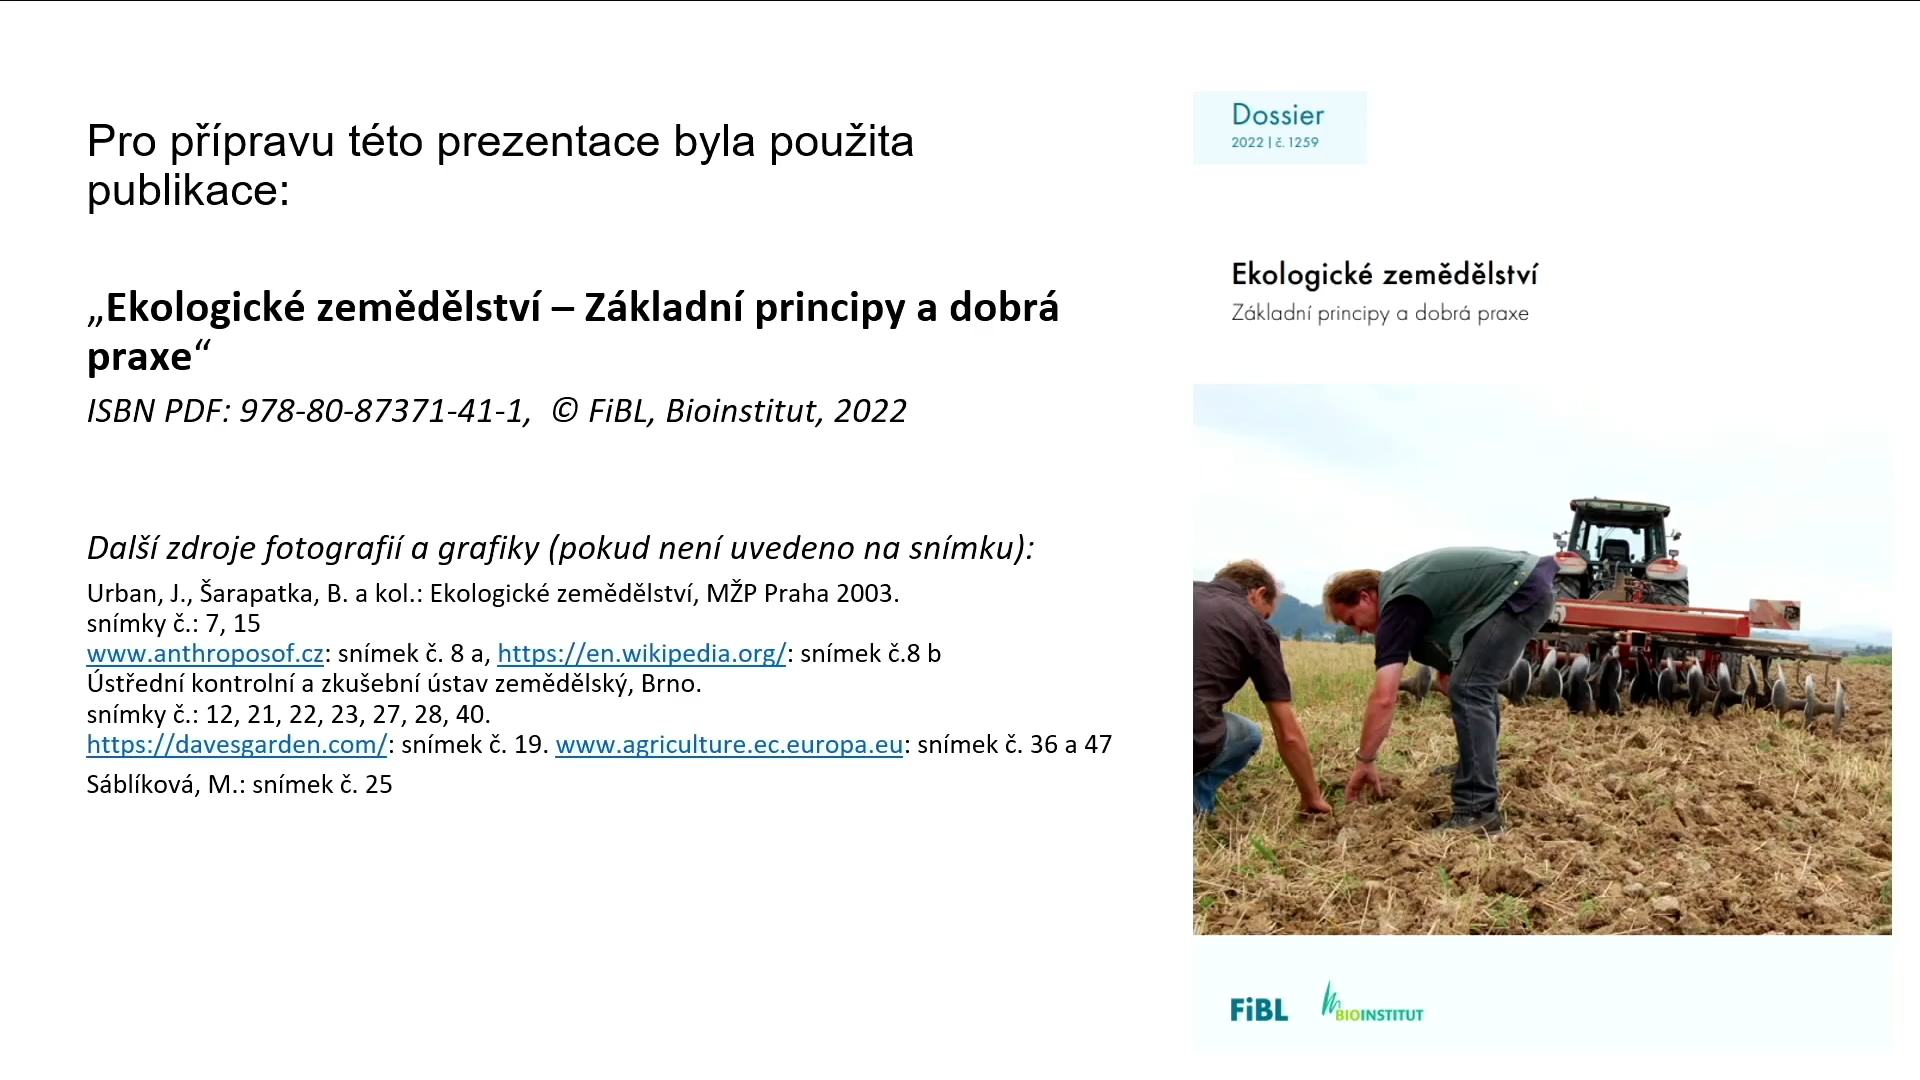 Pro přípravu této prezentace byla použita
publikace:
„Ekologické zemědělství – Základní principy a dobrá
praxe“
ISBN PDF: 978-80-87371-41-1,  © FiBL, Bioinstitut, 2022
Další zdroje fotografií a grafiky (pokud není uvedeno na snímku):
Urban, J., Šarapatka, B. a kol.: Ekologické zemědělství, MŽP Praha 2003.
snímky č.: 7, 15
www.anthroposof.cz: snímek č. 8 a, https://en.wikipedia.org/: snímek č.8 b
Ústřední kontrolní a zkušební ústav zemědělský, Brno.
snímky č.: 12, 21, 22, 23, 27, 28, 40.
https://davesgarden.com/: snímek č. 19. www.agriculture.ec.europa.eu: snímek č. 36 a 47
Sáblíková, M.: snímek č. 25
Dossier
2022 | č. 1259
Ekologické zemědělství
Základní principy a dobrá praxe
FiBL
BIOINSTITUT